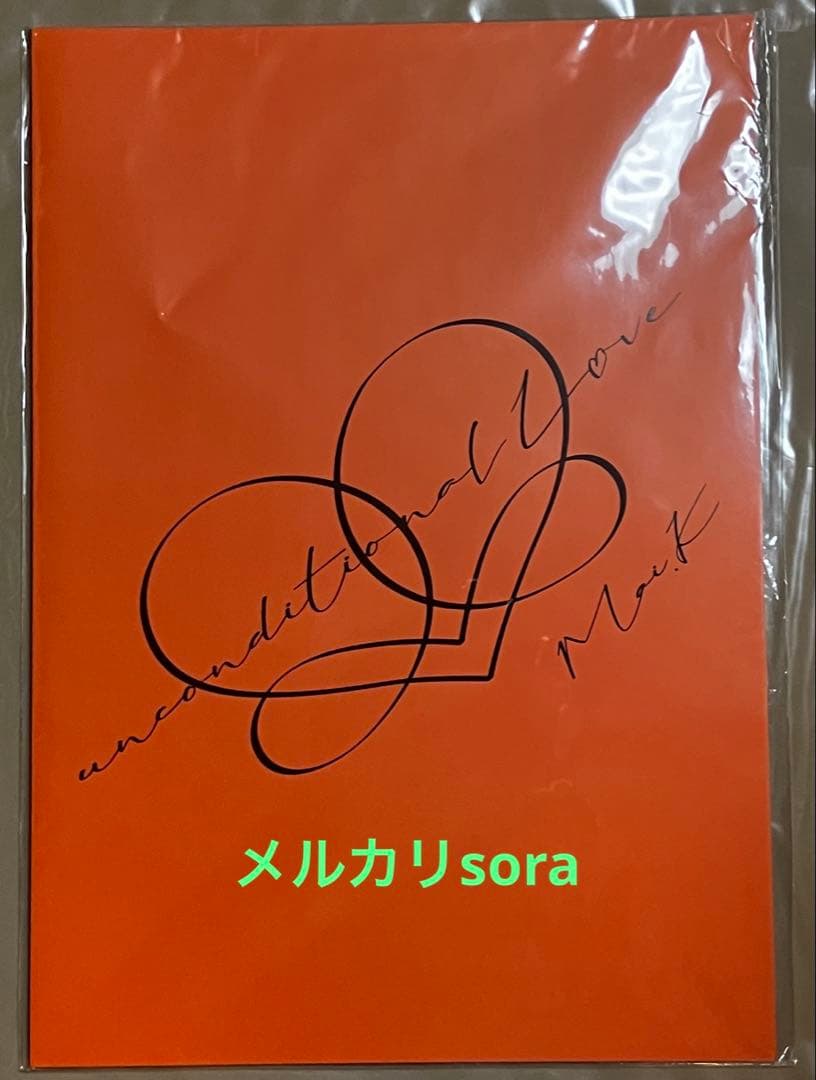 unconditional Love
Mai.K
メルカリsora